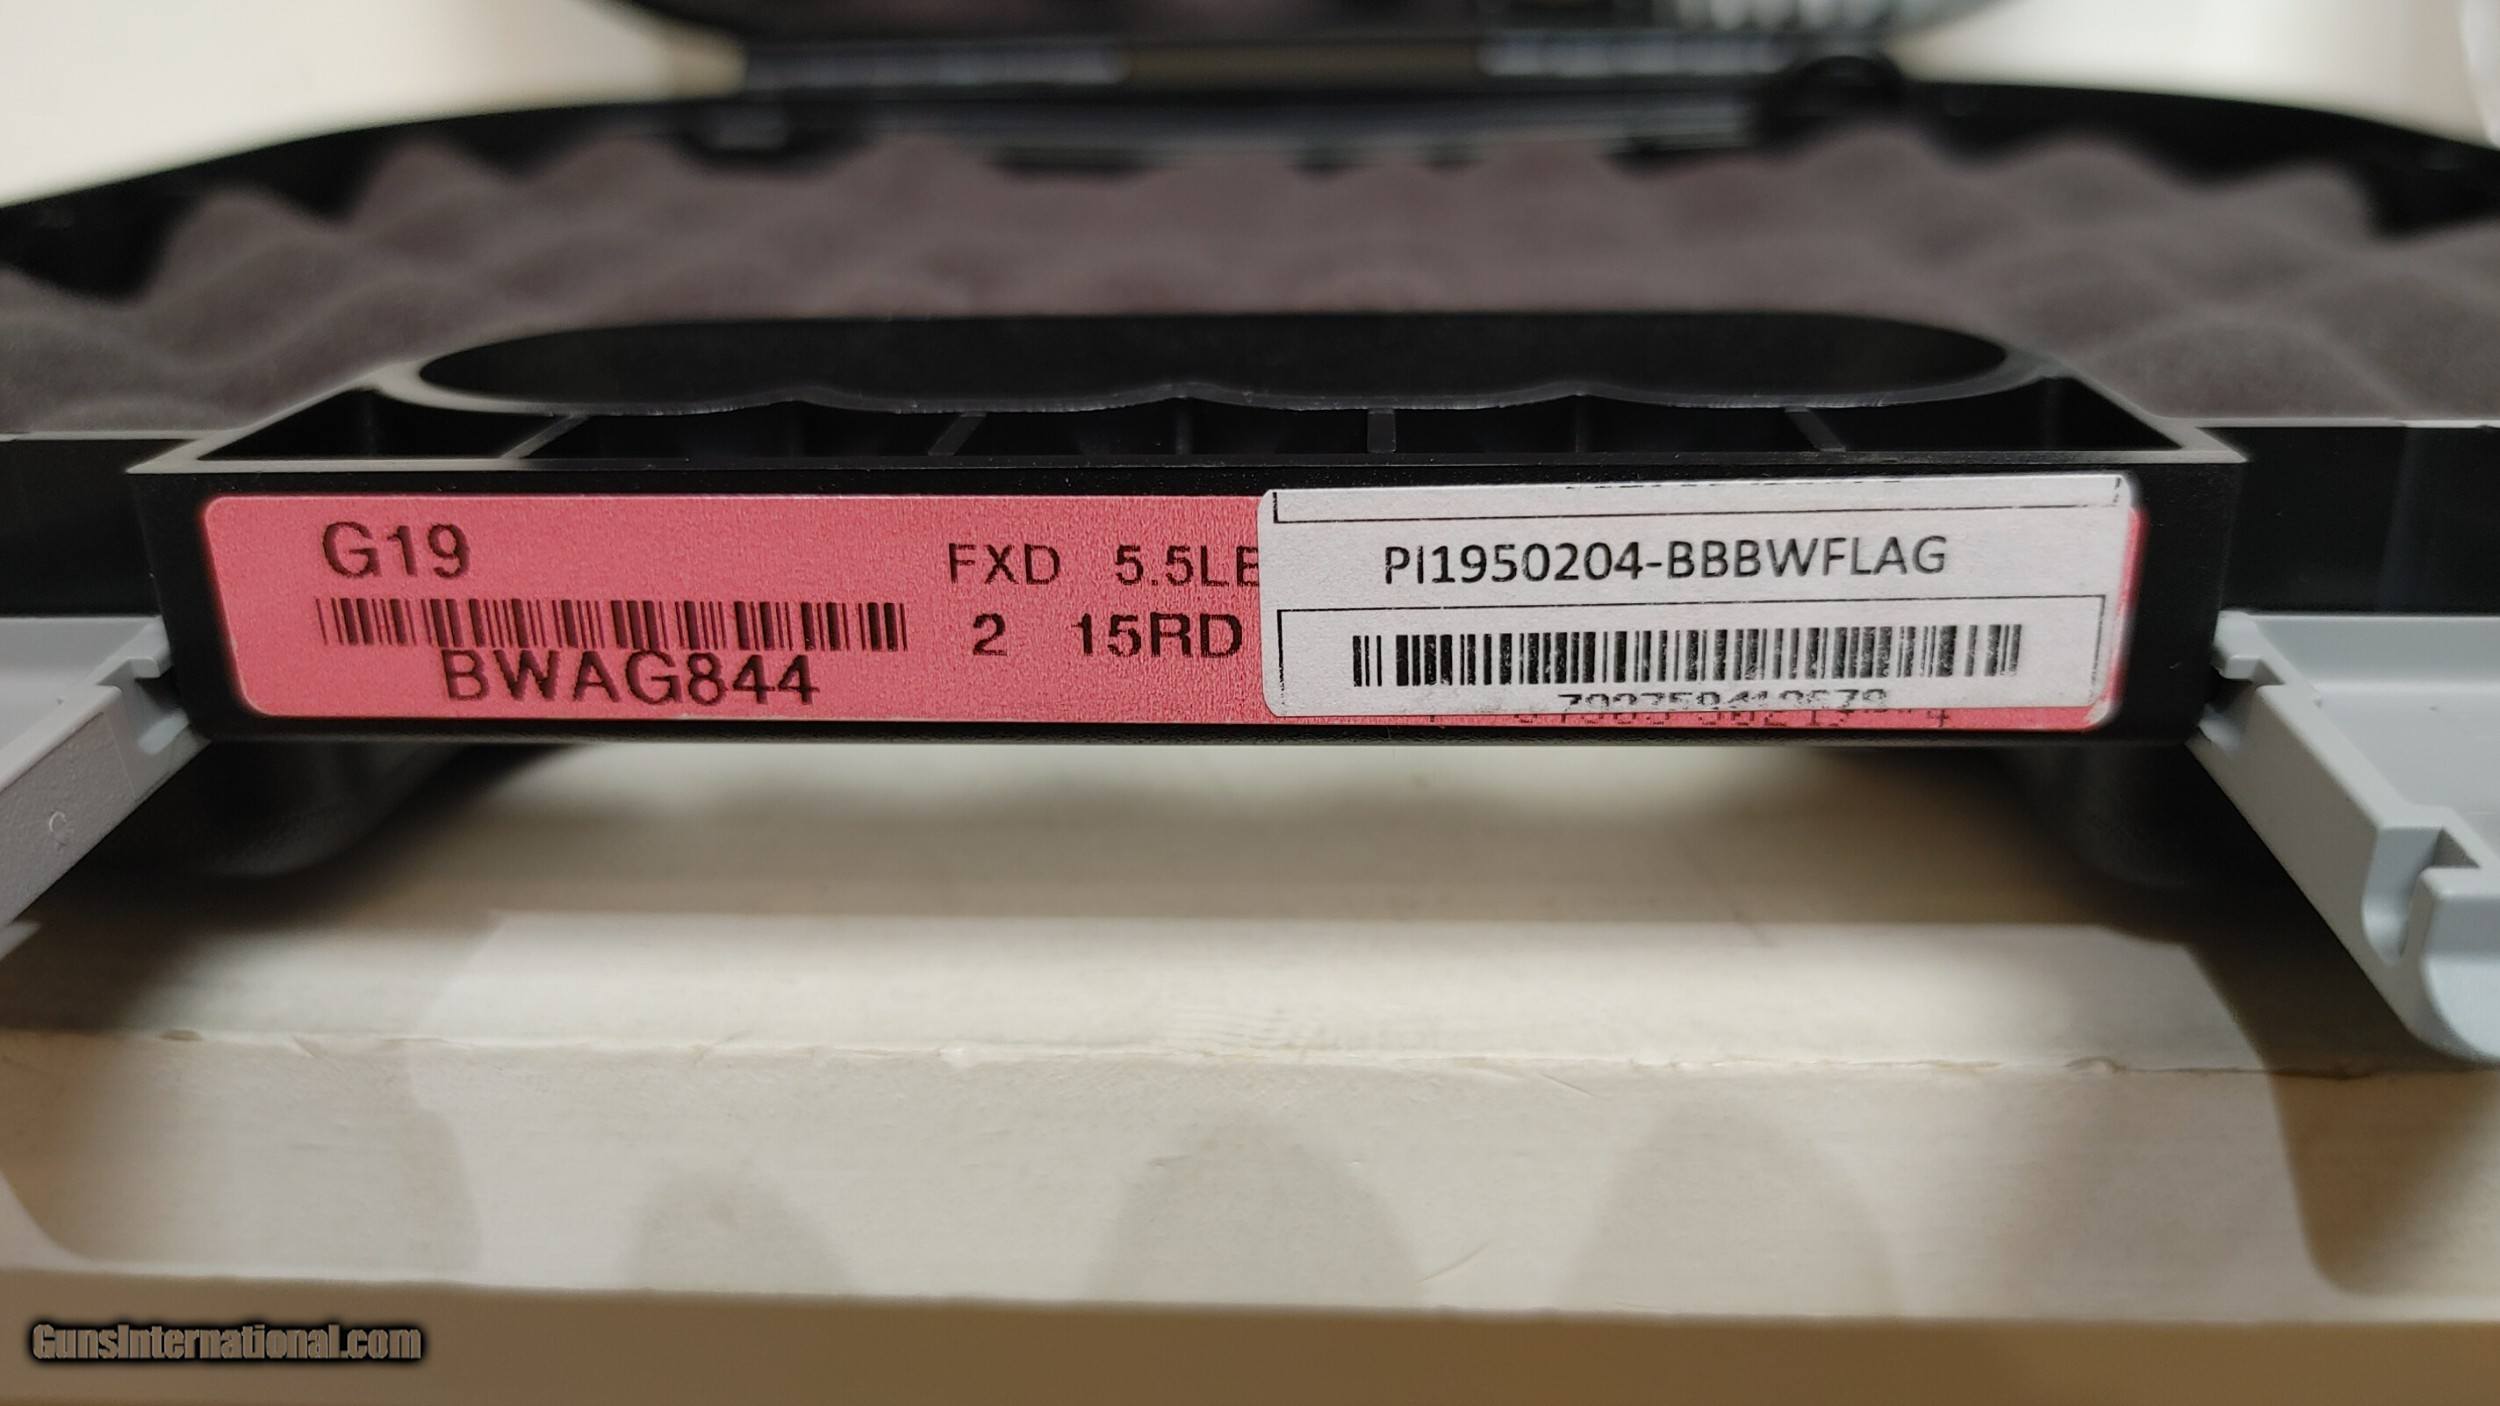 G19
FXD 5.5LB
2 15RD
BWAG844
PI1950204-BBBWFLAG
GunsInternational.com